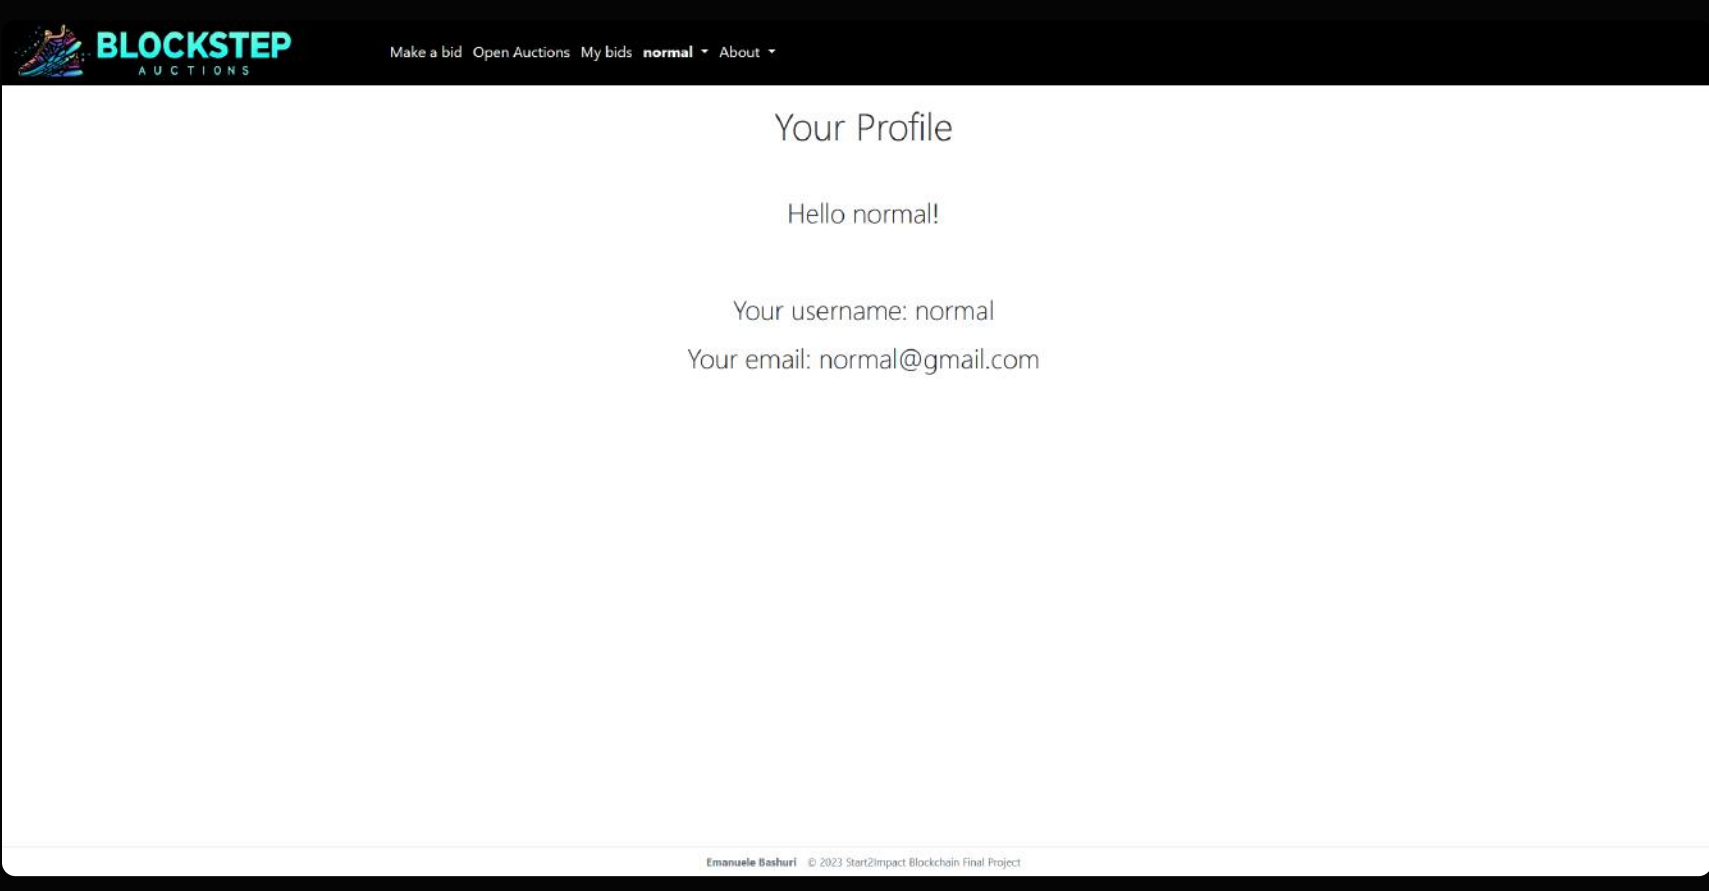 BLOCKSTEP
AUCTIONS
Make a bid Open Auctions My bids normal About
Your Profile
Hello normal!
Your username: normal
Your email: normal@gmail.com
Emanuele Bashuri © 2023 Start2Impact Blockchain Final Project